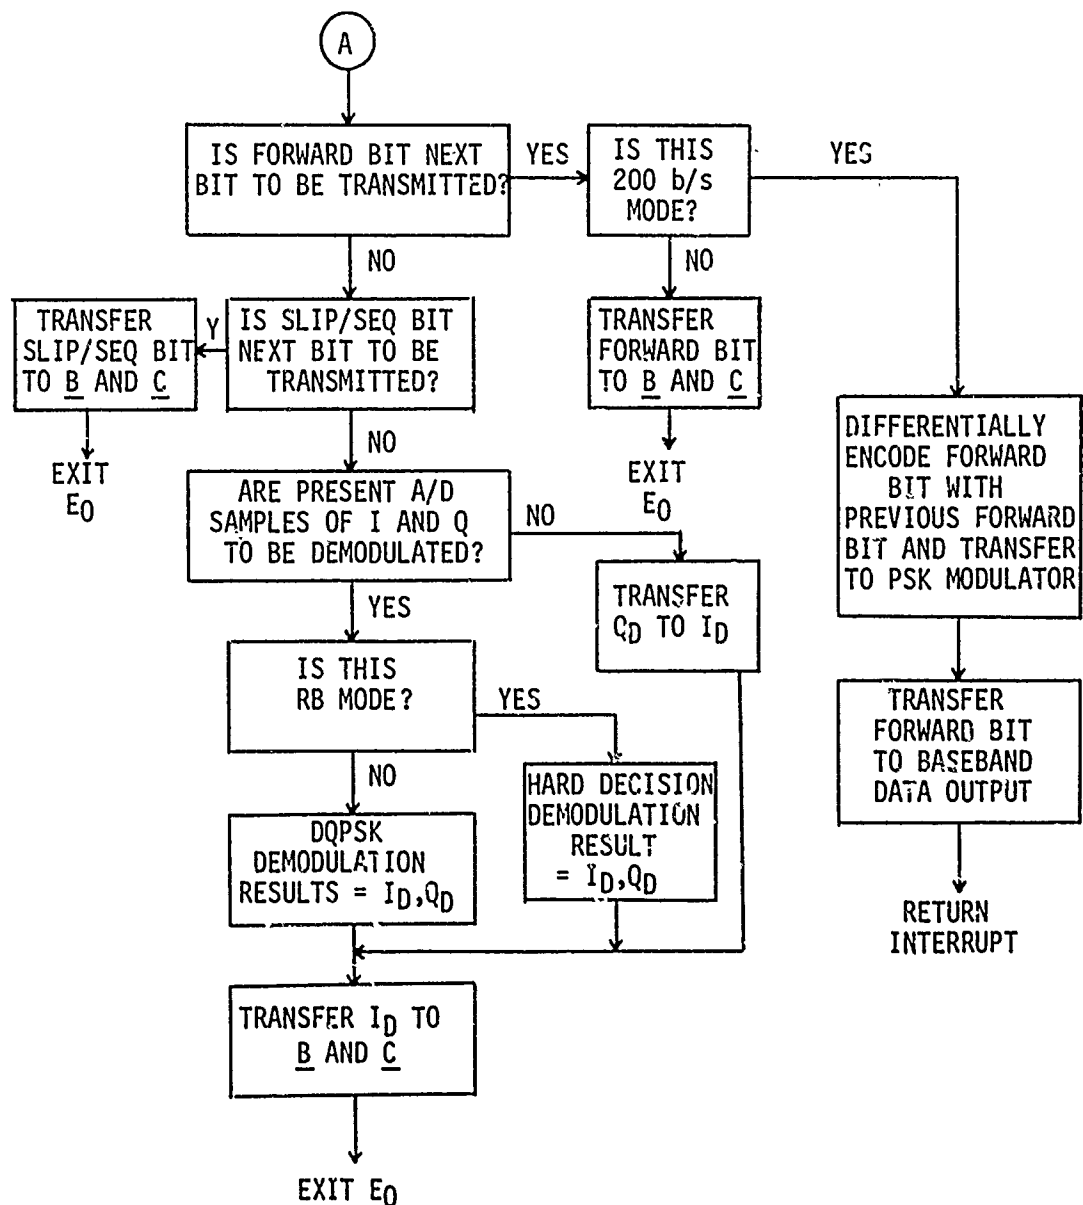 A
IS FORWARD BIT NEXT
BIT TO BE TRANSMITTED?
YES
IS THIS
200 b/s
MODE?
YES
NO
NO
TRANSFER
SLIP/SEQ BIT
TO B AND C
Y
IS SLIP/SEQ BIT
NEXT BIT TO BE
TRANSMITTED?
TRANSFER
FORWARD BIT
TO B AND C
EXIT
E0
NO
EXIT
E0
DIFFERENTIALLY
ENCODE FORWARD
BIT WITH
PREVIOUS FORWARD
BIT AND TRANSFER
TO PSK MODULATOR
ARE PRESENT A/D
SAMPLES OF I AND Q
TO BE DEMODULATED?
NO
YES
TRANSFER
QD TO ID
IS THIS
RB MODE?
YES
TRANSFER
FORWARD BIT
TO BASEBAND
DATA OUTPUT
NO
HARD DECISION
DEMODULATION
RESULT
= ID,QD
DQPSK
DEMODULATION
RESULTS = ID,QD
RETURN
INTERRUPT
TRANSFER ID TO
B AND C
EXIT E0